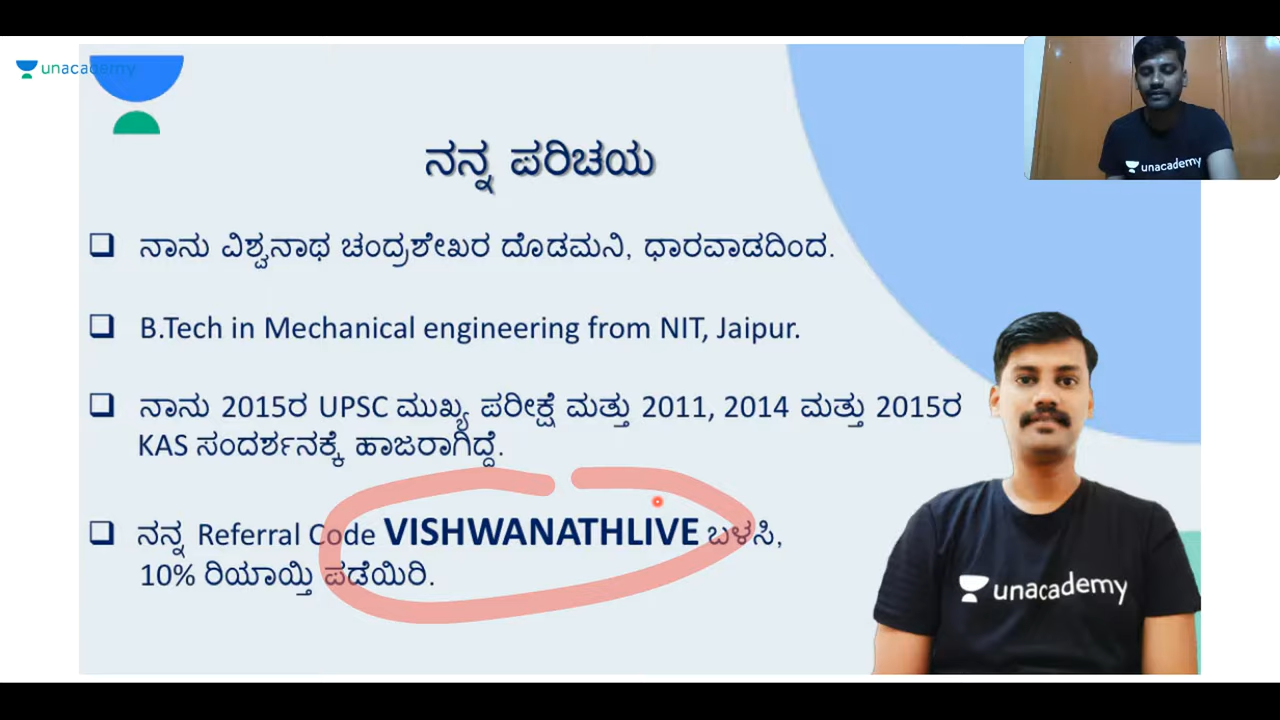 unacademy
unacademy
ನನ್ನ ಪರಿಚಯ
ನಾನು ವಿಶ್ವನಾಥ ಚಂದ್ರಶೇಖರ ದೊಡಮನಿ, ಧಾರವಾಡದಿಂದ.
B.Tech in Mechanical engineering from NIT, Jaipur.
ನಾನು 2015ರ UPSC ಮುಖ್ಯ ಪರೀಕ್ಷೆ ಮತ್ತು 2011, 2014 ಮತ್ತು 2015ರ
KAS ಸಂದರ್ಶನಕ್ಕೆ ಹಾಜರಾಗಿದ್ದೆ.
ನನ್ನ Referral Code VISHWANATHLIVE ಬಳಸಿ,
10% ರಿಯಾಯ್ತಿ ಪಡೆಯಿರಿ.
unacademy